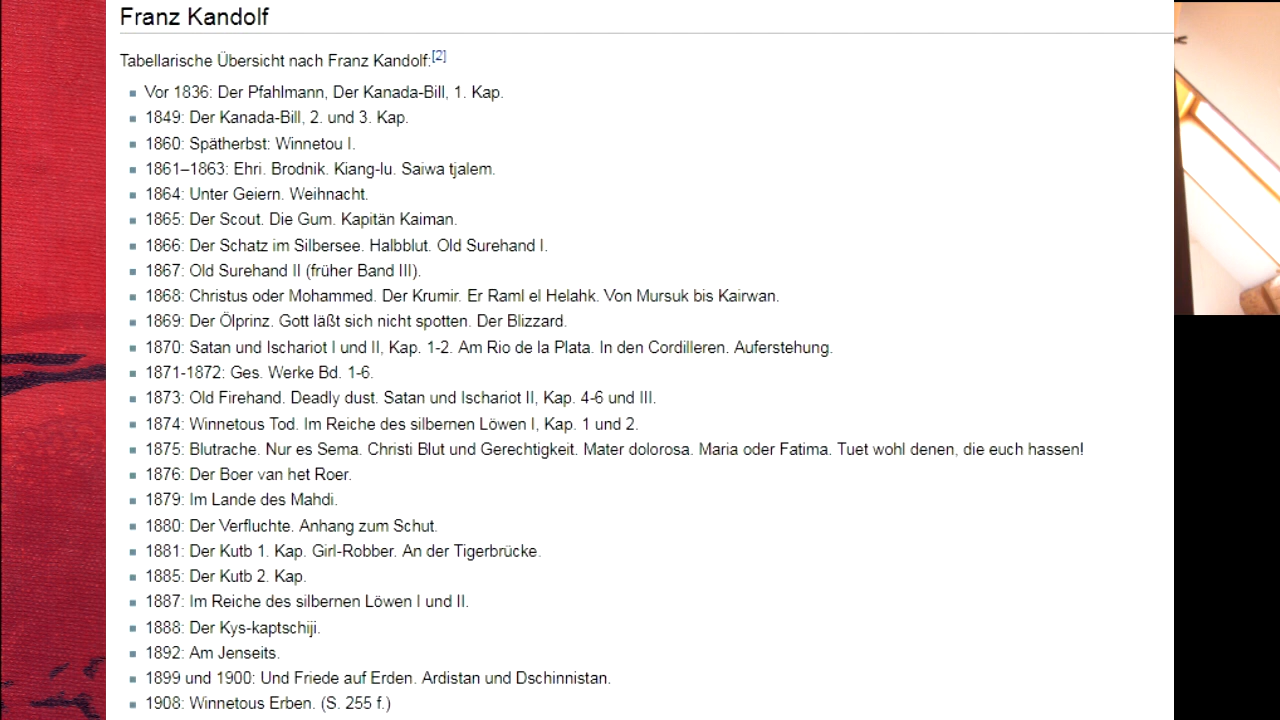 Franz Kandolf
Tabellarische Übersicht nach Franz Kandolf:[2]
Vor 1836: Der Pfahlmann, Der Kanada-Bill, 1. Kap.
1849: Der Kanada-Bill, 2. und 3. Kap.
1860: Spätherbst: Winnetou I.
1861–1863: Ehri. Brodnik. Kiang-lu. Saiwa tjalem.
1864: Unter Geiern. Weihnacht.
1865: Der Scout. Die Gum. Kapitän Kaiman.
1866: Der Schatz im Silbersee. Halbblut. Old Surehand I.
1867: Old Surehand II (früher Band III).
1868: Christus oder Mohammed. Der Krumir. Er Raml el Helahk. Von Mursuk bis Kairwan.
1869: Der Ölprinz. Gott läßt sich nicht spotten. Der Blizzard.
1870: Satan und Ischariot I und II, Kap. 1-2. Am Rio de la Plata. In den Cordilleren. Auferstehung.
1871-1872: Ges. Werke Bd. 1-6.
1873: Old Firehand. Deadly dust. Satan und Ischariot II, Kap. 4-6 und III.
1874: Winnetous Tod. Im Reiche des silbernen Löwen I, Kap. 1 und 2.
1875: Blutrache. Nur es Sema. Christi Blut und Gerechtigkeit. Mater dolorosa. Maria oder Fatima. Tuet wohl denen, die euch hassen!
1876: Der Boer van het Roer.
1879: Im Lande des Mahdi.
1880: Der Verfluchte. Anhang zum Schut.
1881: Der Kutb 1. Kap. Girl-Robber. An der Tigerbrücke.
1885: Der Kutb 2. Kap.
1887: Im Reiche des silbernen Löwen I und II.
1888: Der Kys-kaptschiji.
1892: Am Jenseits.
1899 und 1900: Und Friede auf Erden. Ardistan und Dschinnistan.
1908: Winnetous Erben. (S. 255 f.)